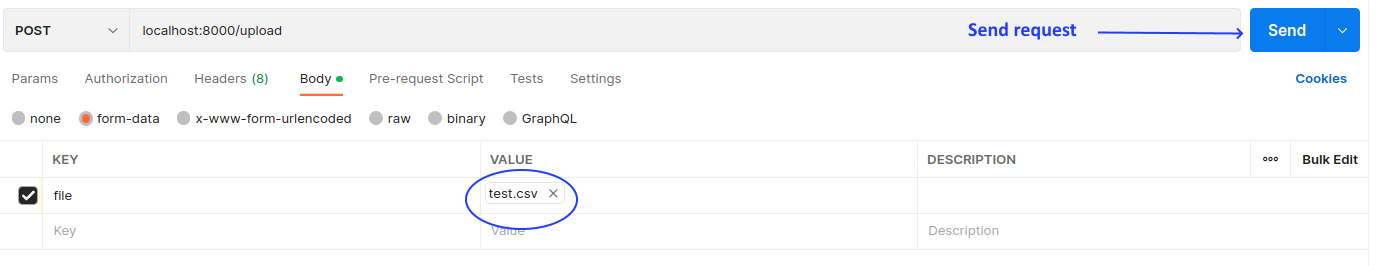 POST localhost:8000/upload Send request Send
Params Authorization Headers (8) Body Pre-request Script Tests Settings Cookies
none form-data x-www-form-urlencoded raw binary GraphQL
KEY VALUE DESCRIPTION Bulk Edit
file test.csv
Key Value Description